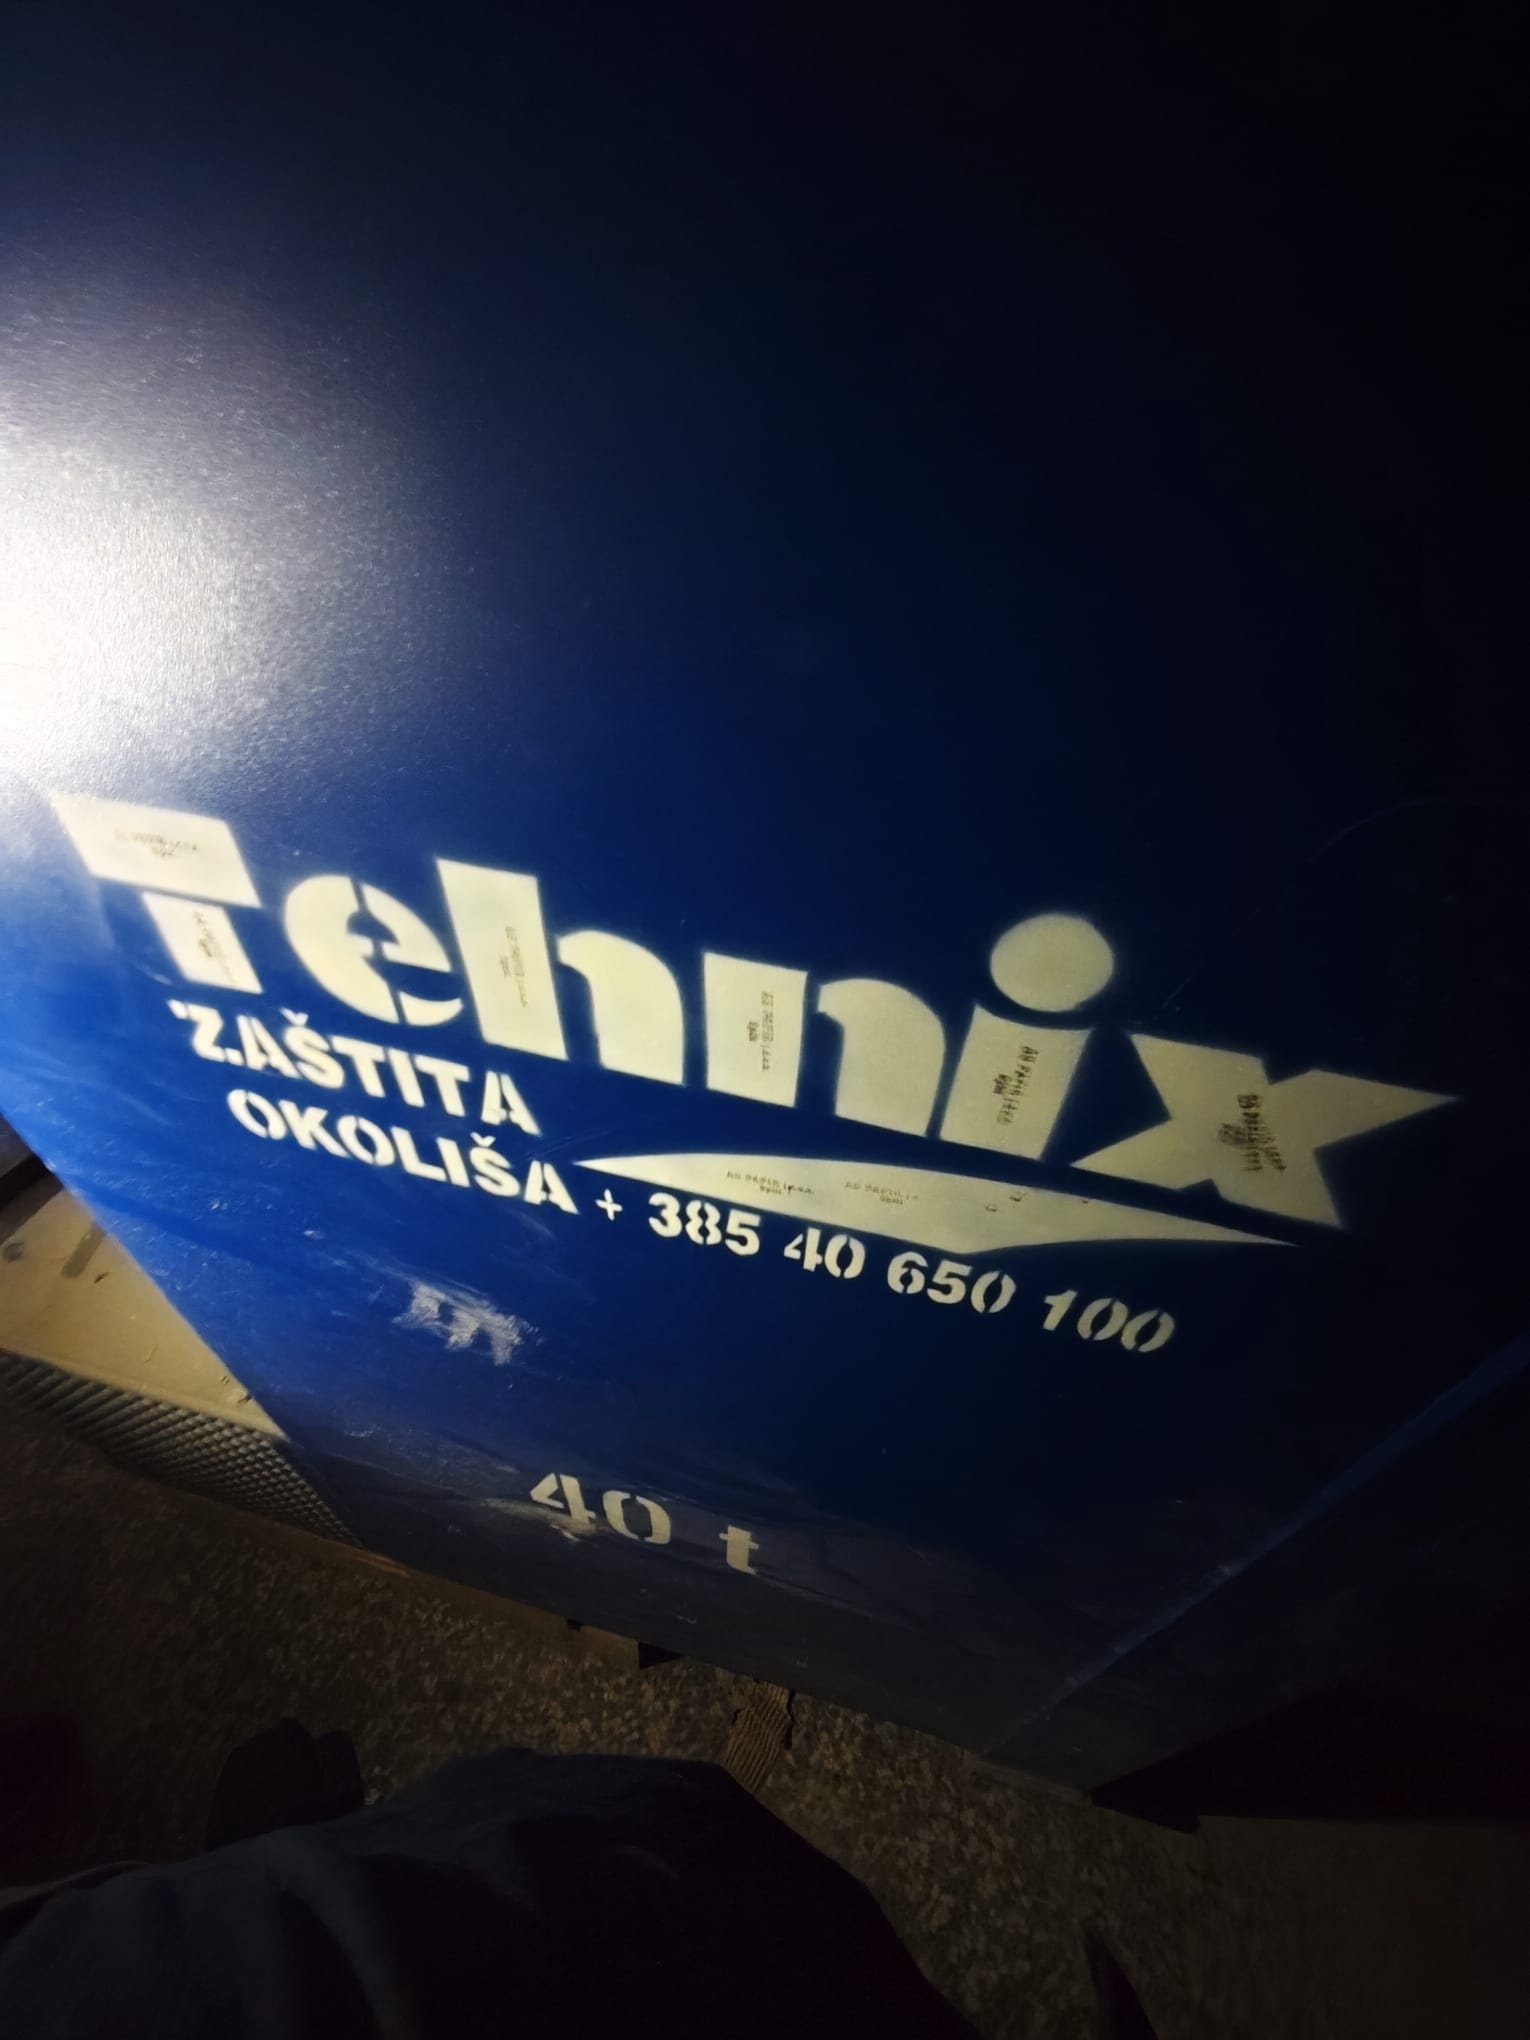 Tehnix
ZAŠTITA
OKOLIŠA + 385 40 650 100
40 t